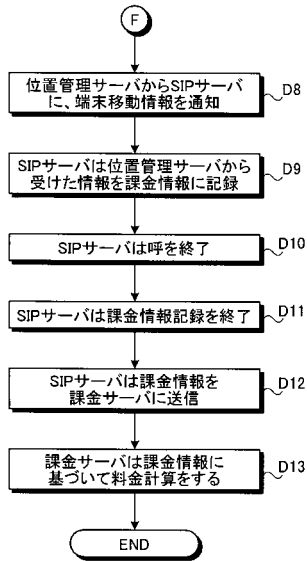 F
位置管理サーバからSIPサーバ
に、端末移動情報を通知
D8
SIPサーバは位置管理サーバから
受けた情報を課金情報に記録
D9
SIPサーバは呼を終了
D10
SIPサーバは課金情報記録を終了
D11
SIPサーバは課金情報を
課金サーバに送信
D12
課金サーバは課金情報に
基づいて料金計算をする
D13
END